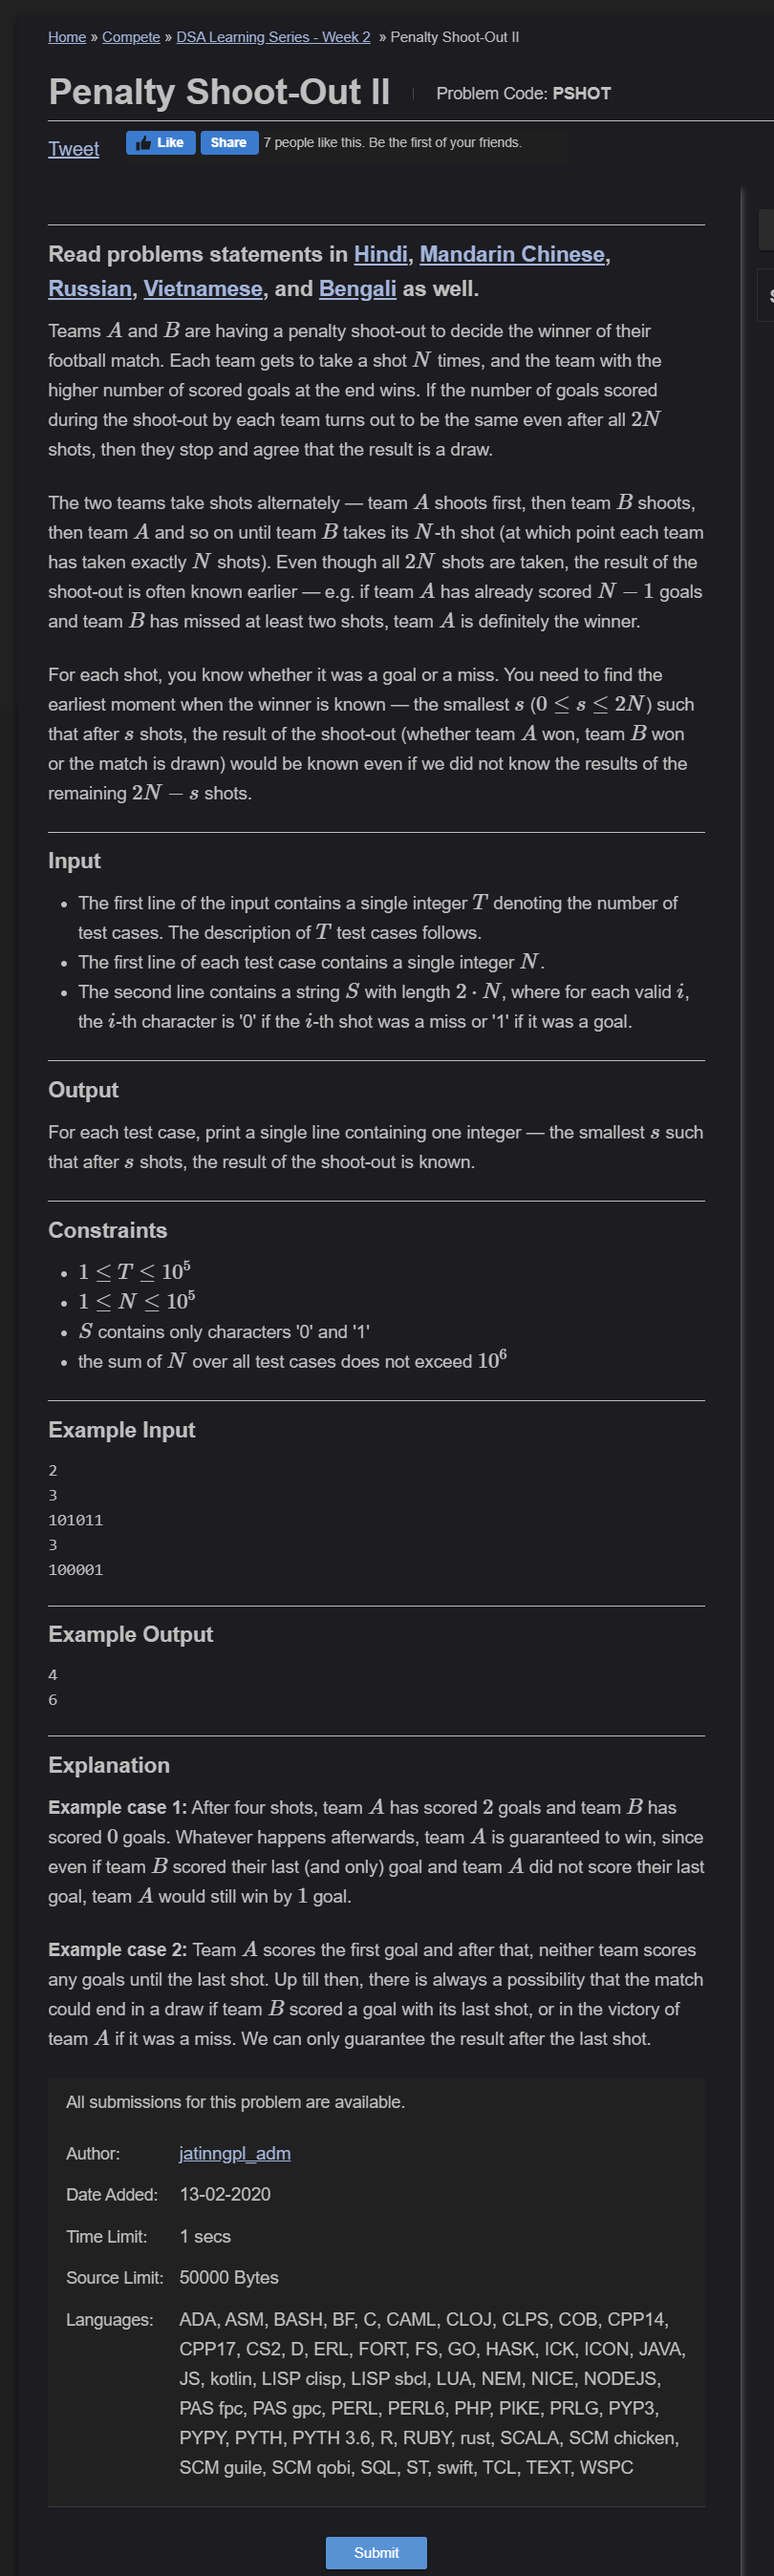 Home » Compete » DSA Learning Series - Week 2 » Penalty Shoot-Out II
Penalty Shoot-Out II | Problem Code: PSHOT
Tweet Like Share 7 people like this. Be the first of your friends.
Read problems statements in Hindi, Mandarin Chinese,
Russian, Vietnamese, and Bengali as well.
Teams A and B are having a penalty shoot-out to decide the winner of their
football match. Each team gets to take a shot N times, and the team with the
higher number of scored goals at the end wins. If the number of goals scored
during the shoot-out by each team turns out to be the same even after all 2N
shots, then they stop and agree that the result is a draw.
The two teams take shots alternately — team A shoots first, then team B shoots,
then team A and so on until team B takes its N-th shot (at which point each team
has taken exactly N shots). Even though all 2N shots are taken, the result of the
shoot-out is often known earlier — e.g. if team A has already scored N − 1 goals
and team B has missed at least two shots, team A is definitely the winner.
For each shot, you know whether it was a goal or a miss. You need to find the
earliest moment when the winner is known — the smallest s (0 ≤ s ≤ 2N) such
that after s shots, the result of the shoot-out (whether team A won, team B won
or the match is drawn) would be known even if we did not know the results of the
remaining 2N − s shots.
Input
• The first line of the input contains a single integer T denoting the number of
test cases. The description of T test cases follows.
• The first line of each test case contains a single integer N.
• The second line contains a string S with length 2 · N, where for each valid i,
the i-th character is '0' if the i-th shot was a miss or '1' if it was a goal.
Output
For each test case, print a single line containing one integer — the smallest s such
that after s shots, the result of the shoot-out is known.
Constraints
• 1 ≤ T ≤ 10⁵
• 1 ≤ N ≤ 10⁵
• S contains only characters '0' and '1'
• the sum of N over all test cases does not exceed 10⁶
Example Input
2
3
101011
3
100001
Example Output
4
6
Explanation
Example case 1: After four shots, team A has scored 2 goals and team B has
scored 0 goals. Whatever happens afterwards, team A is guaranteed to win, since
even if team B scored their last (and only) goal and team A did not score their last
goal, team A would still win by 1 goal.
Example case 2: Team A scores the first goal and after that, neither team scores
any goals until the last shot. Up till then, there is always a possibility that the match
could end in a draw if team B scored a goal with its last shot, or in the victory of
team A if it was a miss. We can only guarantee the result after the last shot.
All submissions for this problem are available.
Author: jatinngpl_adm
Date Added: 13-02-2020
Time Limit: 1 secs
Source Limit: 50000 Bytes
Languages: ADA, ASM, BASH, BF, C, CAML, CLOJ, CLPS, COB, CPP14,
CPP17, CS2, D, ERL, FORT, FS, GO, HASK, ICK, ICON, JAVA,
JS, kotlin, LISP clisp, LISP sbcl, LUA, NEM, NICE, NODEJS,
PAS fpc, PAS gpc, PERL, PERL6, PHP, PIKE, PRLG, PYP3,
PYPY, PYTH, PYTH 3.6, R, RUBY, rust, SCALA, SCM chicken,
SCM guile, SCM qobi, SQL, ST, swift, TCL, TEXT, WSPC
Submit